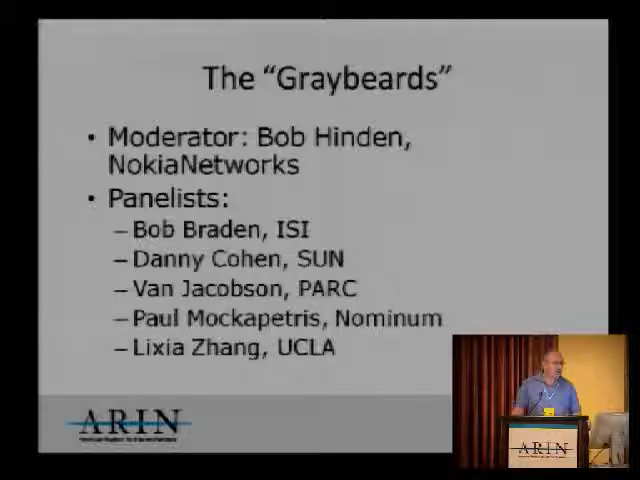 The “Graybeards”
• Moderator: Bob Hinden,
NokiaNetworks
• Panelists:
– Bob Braden, ISI
– Danny Cohen, SUN
– Van Jacobson, PARC
– Paul Mockapetris, Nominum
– Lixia Zhang, UCLA
ARIN
ARIN